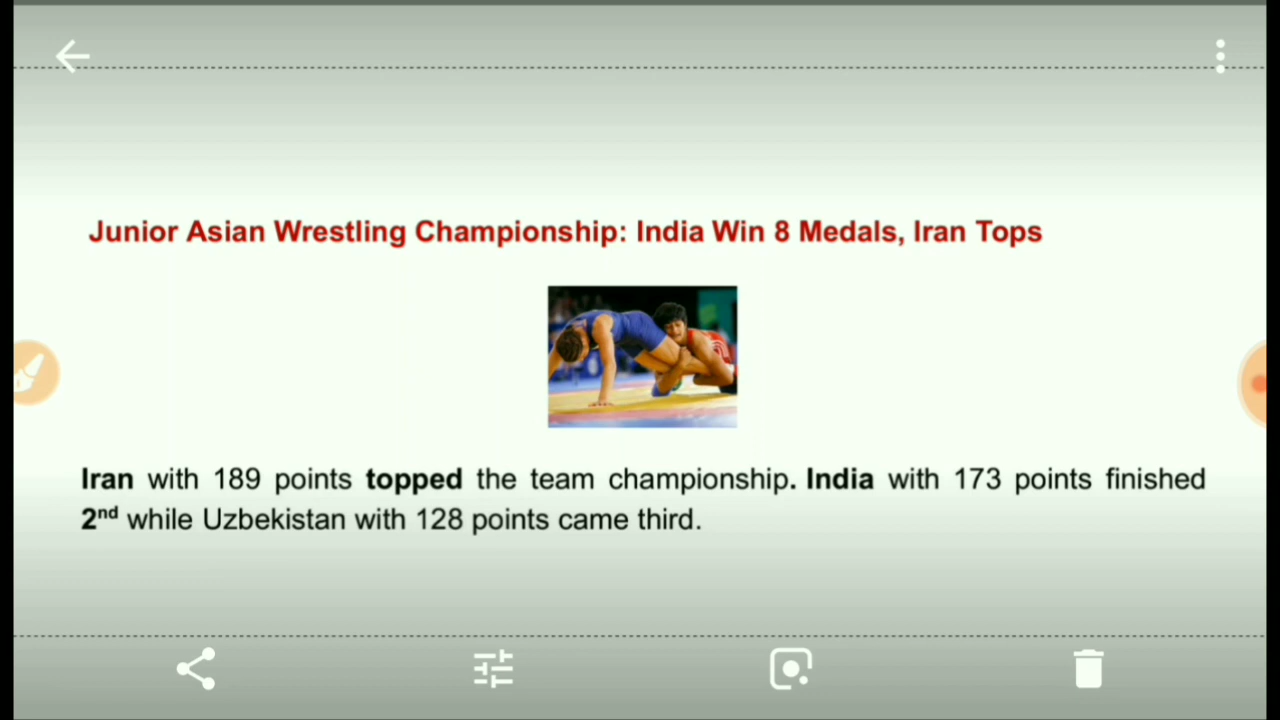 Junior Asian Wrestling Championship: India Win 8 Medals, Iran Tops
Iran with 189 points topped the team championship. India with 173 points finished
2nd while Uzbekistan with 128 points came third.